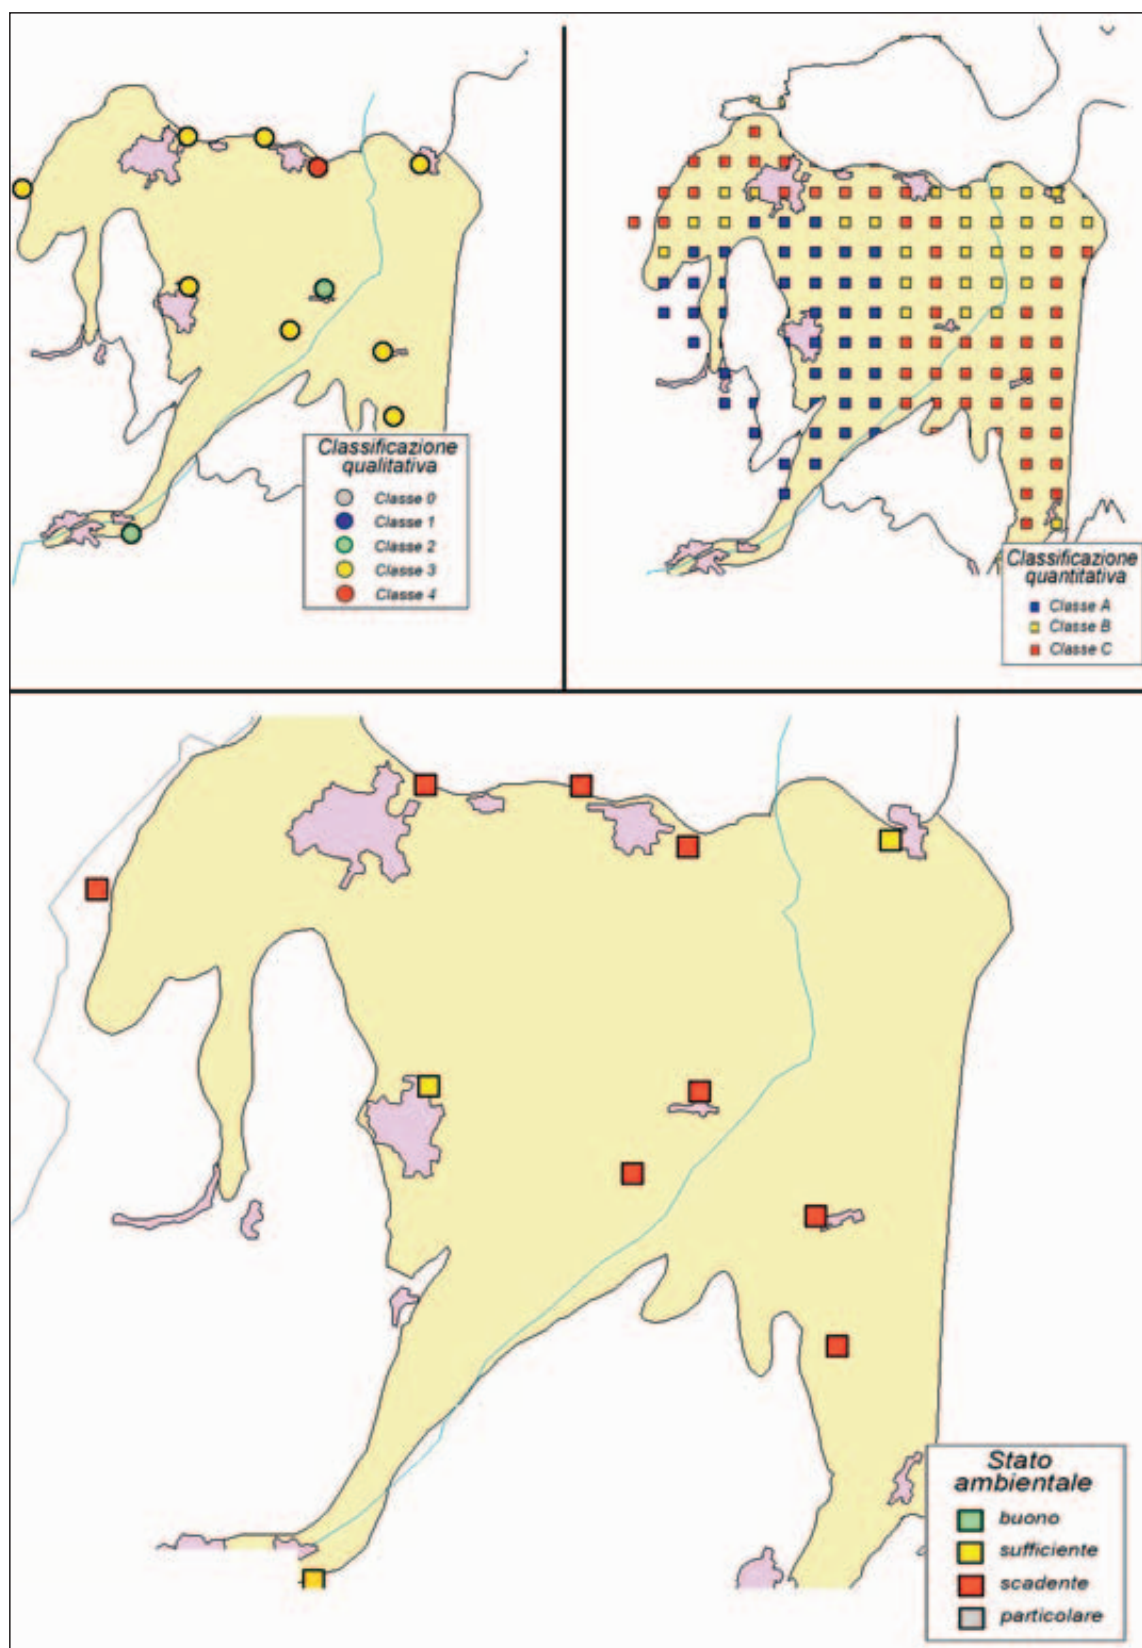 Classificazione
qualitativa
Classe 0
Classe 1
Classe 2
Classe 3
Classe 4
Classificazione
quantitativa
Classe A
Classe B
Classe C
Stato
ambientale
buono
sufficiente
scadente
particolare